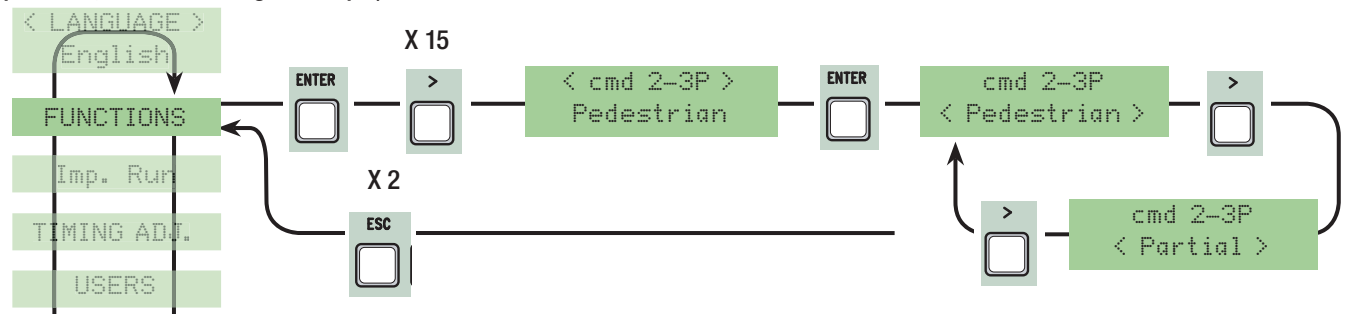 < LANGUAGE >
English
FUNCTIONS
Imp. Run
TIMING ADJ.
USERS
ENTER
X 15
>
< cmd 2-3P >
Pedestrian
ENTER
cmd 2-3P
< Pedestrian >
>
cmd 2-3P
< Partial >
>
X 2
ESC